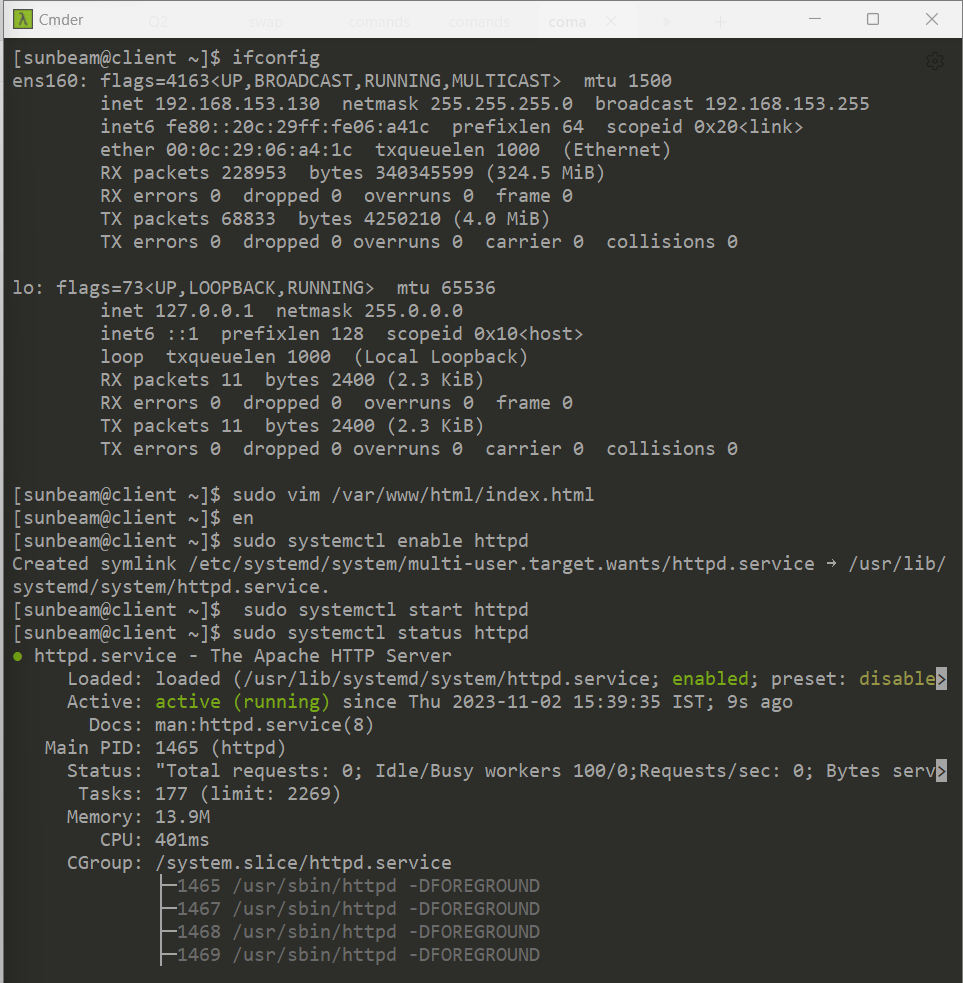 λ Cmder
Q2 swap comands comands coma
[sunbeam@client ~]$ ifconfig
ens160: flags=4163<UP,BROADCAST,RUNNING,MULTICAST>  mtu 1500
        inet 192.168.153.130  netmask 255.255.255.0  broadcast 192.168.153.255
        inet6 fe80::20c:29ff:fe06:a41c  prefixlen 64  scopeid 0x20<link>
        ether 00:0c:29:06:a4:1c  txqueuelen 1000  (Ethernet)
        RX packets 228953  bytes 340345599 (324.5 MiB)
        RX errors 0  dropped 0  overruns 0  frame 0
        TX packets 68833  bytes 4250210 (4.0 MiB)
        TX errors 0  dropped 0 overruns 0  carrier 0  collisions 0

lo: flags=73<UP,LOOPBACK,RUNNING>  mtu 65536
        inet 127.0.0.1  netmask 255.0.0.0
        inet6 ::1  prefixlen 128  scopeid 0x10<host>
        loop  txqueuelen 1000  (Local Loopback)
        RX packets 11  bytes 2400 (2.3 KiB)
        RX errors 0  dropped 0  overruns 0  frame 0
        TX packets 11  bytes 2400 (2.3 KiB)
        TX errors 0  dropped 0 overruns 0  carrier 0  collisions 0

[sunbeam@client ~]$ sudo vim /var/www/html/index.html
[sunbeam@client ~]$ en
[sunbeam@client ~]$ sudo systemctl enable httpd
Created symlink /etc/systemd/system/multi-user.target.wants/httpd.service → /usr/lib/
systemd/system/httpd.service.
[sunbeam@client ~]$  sudo systemctl start httpd
[sunbeam@client ~]$ sudo systemctl status httpd
● httpd.service - The Apache HTTP Server
     Loaded: loaded (/usr/lib/systemd/system/httpd.service; enabled; preset: disable>
     Active: active (running) since Thu 2023-11-02 15:39:35 IST; 9s ago
       Docs: man:httpd.service(8)
   Main PID: 1465 (httpd)
     Status: "Total requests: 0; Idle/Busy workers 100/0;Requests/sec: 0; Bytes serv>
      Tasks: 177 (limit: 2269)
     Memory: 13.9M
        CPU: 401ms
     CGroup: /system.slice/httpd.service
             ├─1465 /usr/sbin/httpd -DFOREGROUND
             ├─1467 /usr/sbin/httpd -DFOREGROUND
             ├─1468 /usr/sbin/httpd -DFOREGROUND
             ├─1469 /usr/sbin/httpd -DFOREGROUND